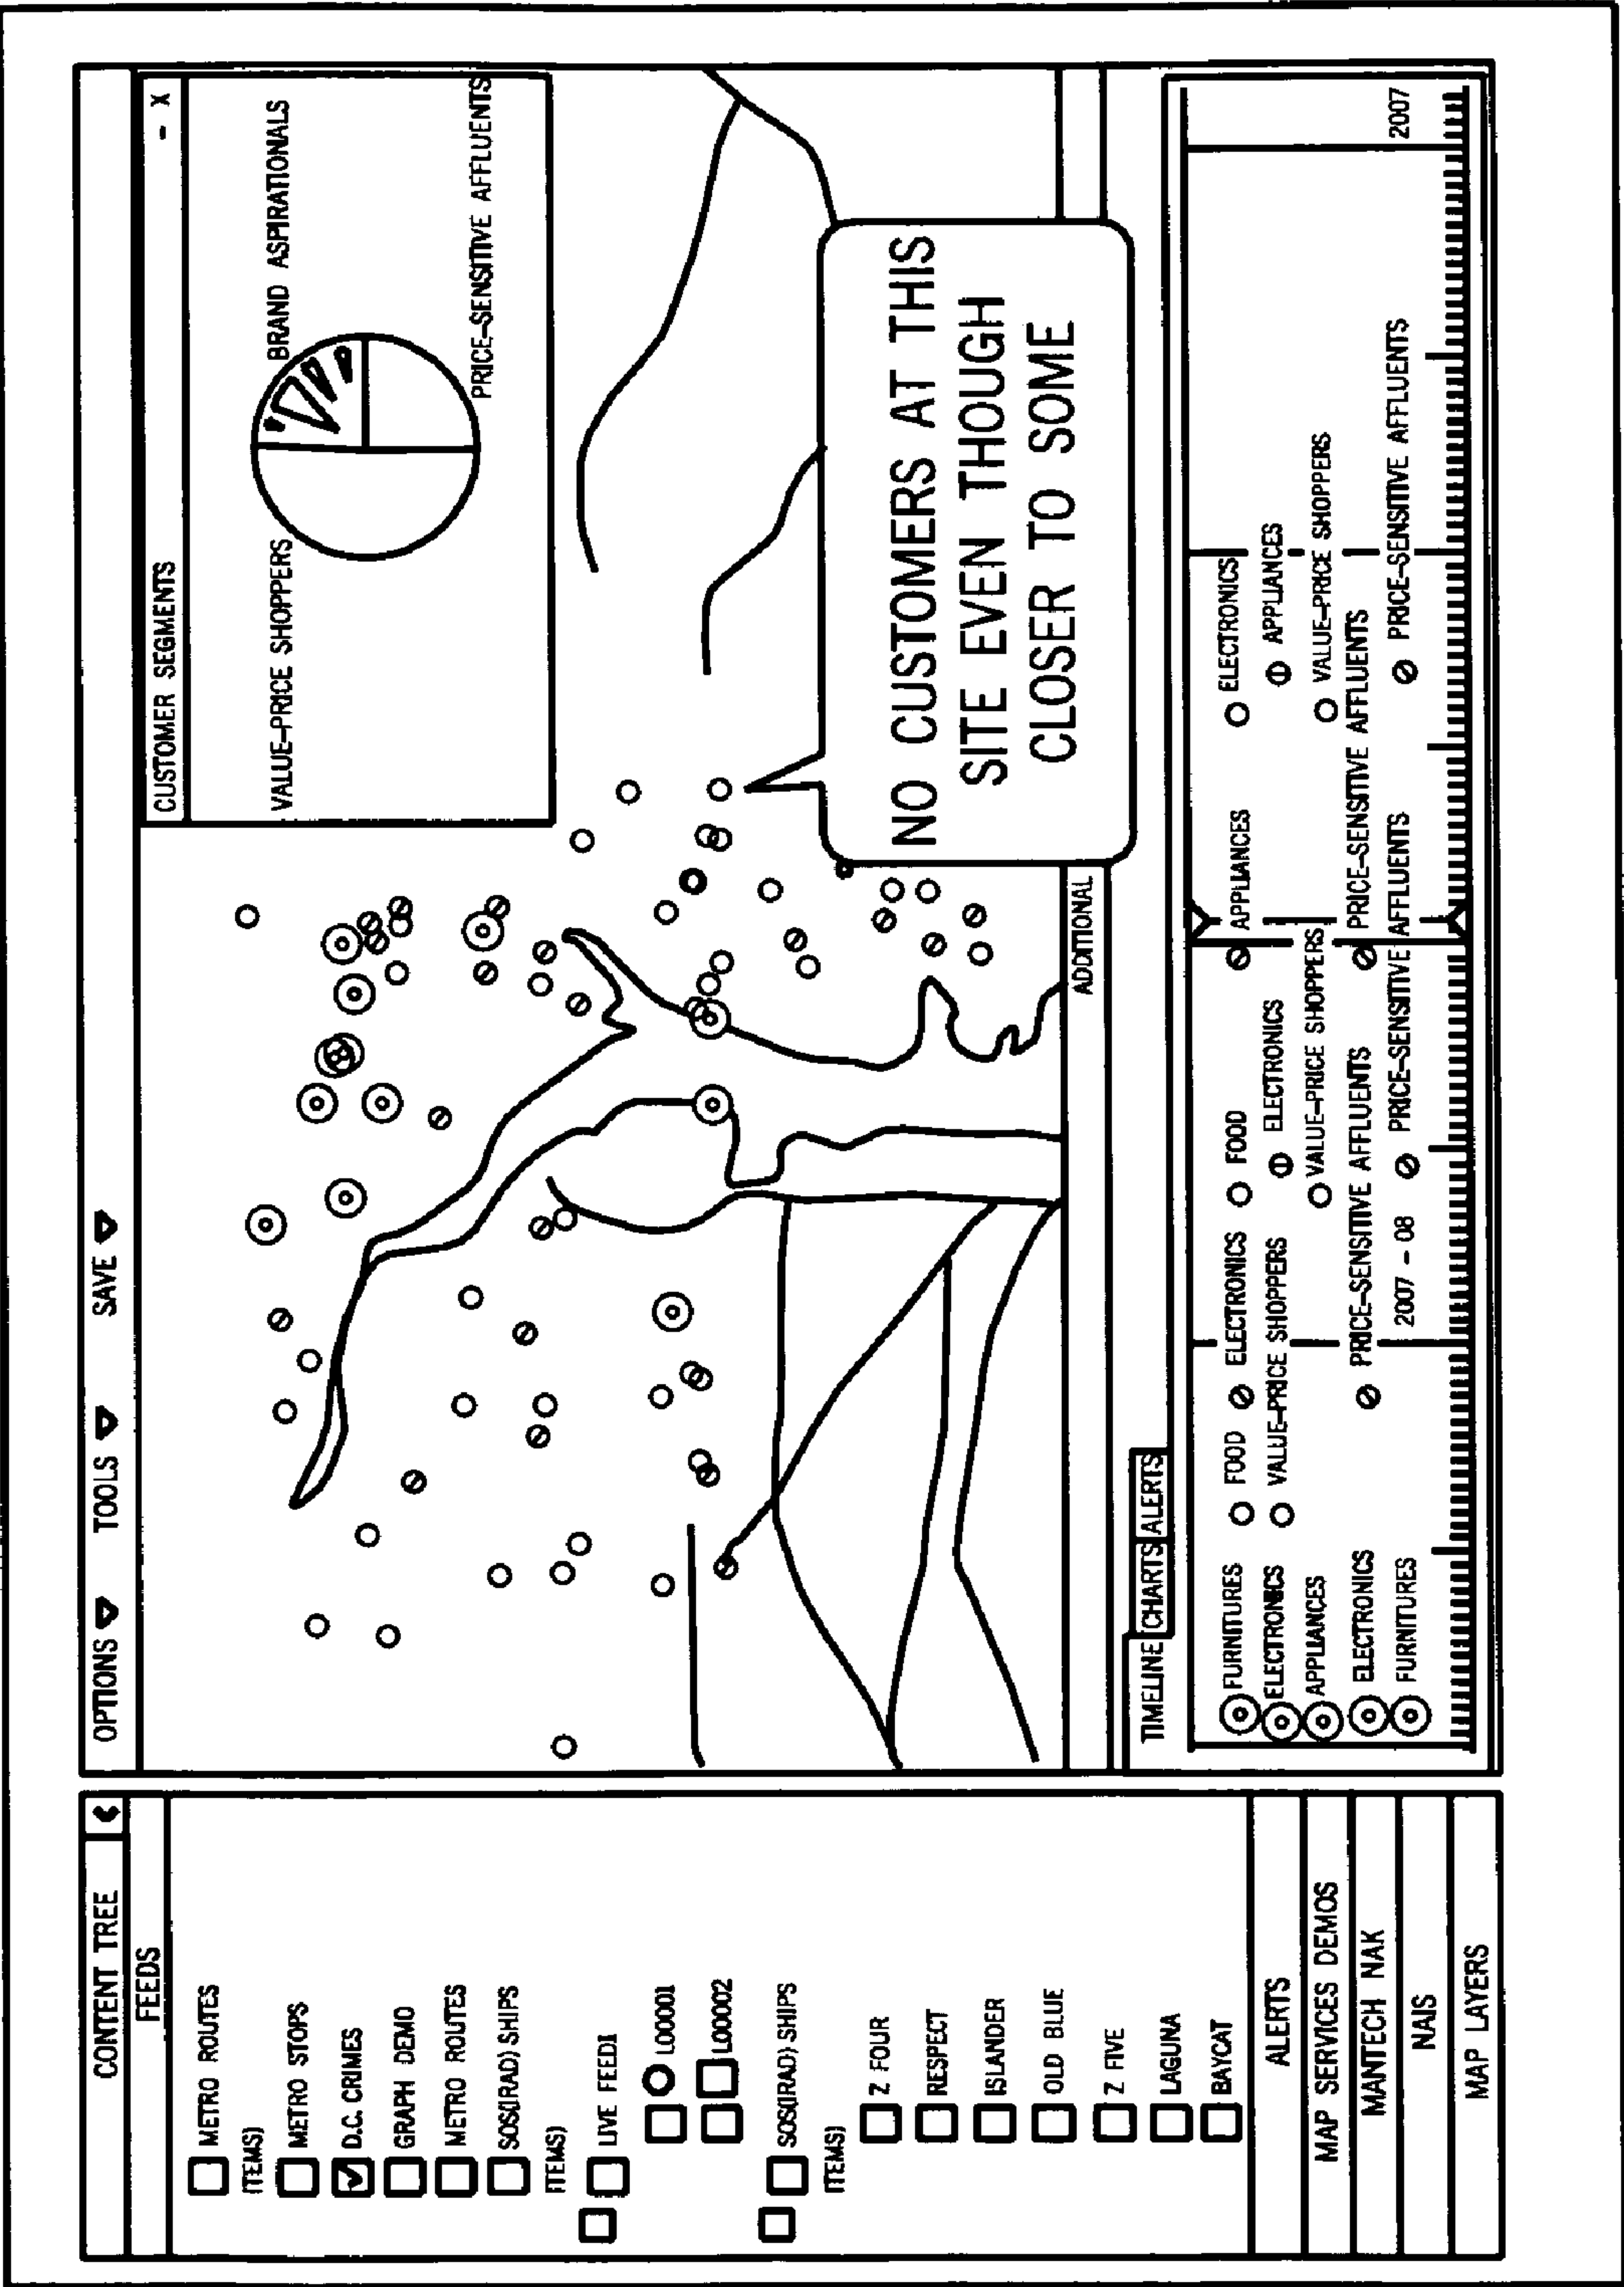 CONTENT TREE
FEEDS
METRO ROUTES
ITEMS)
METRO STOPS
D.C. CRIMES
GRAPH DEMO
METRO ROUTES
SOS(IRAD) SHIPS
ITEMS)
LIVE FEED1
L00001
L00002
SOS(IRAD) SHIPS
ITEMS)
Z FOUR
RESPECT
ISLANDER
OLD BLUE
Z FIVE
LAGUNA
BAYCAT
ALERTS
MAP SERVICES DEMOS
MANTECH NAK
NAIS
MAP LAYERS
OPTIONS TOOLS SAVE
CUSTOMER SEGMENTS - X
VALUE-PRICE SHOPPERS BRAND ASPIRATIONALS
PRICE-SENSITIVE AFFLUENTS
NO CUSTOMERS AT THIS
SITE EVEN THOUGH
CLOSER TO SOME
ADDITIONAL
TIMELINE CHARTS ALERTS
FURNITURES FOOD ELECTRONICS FOOD APPLIANCES ELECTRONICS
ELECTRONICS VALUE-PRICE SHOPPERS ELECTRONICS APPLIANCES
APPLIANCES VALUE-PRICE SHOPPERS VALUE-PRICE SHOPPERS
ELECTRONICS PRICE-SENSITIVE AFFLUENTS PRICE-SENSITIVE AFFLUENTS
FURNITURES 2007 - 08 PRICE-SENSITIVE AFFLUENTS PRICE-SENSITIVE AFFLUENTS 2007